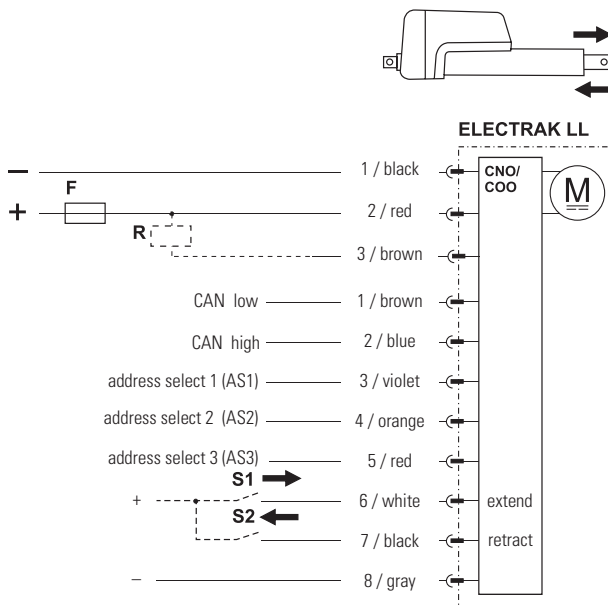 ELECTRAK LL
− 1 / black CNO/
COO
M
F
+ 2 / red
R
3 / brown
CAN low 1 / brown
CAN high 2 / blue
address select 1 (AS1) 3 / violet
address select 2 (AS2) 4 / orange
address select 3 (AS3) 5 / red
S1
+ 6 / white extend
S2
7 / black retract
− 8 / gray